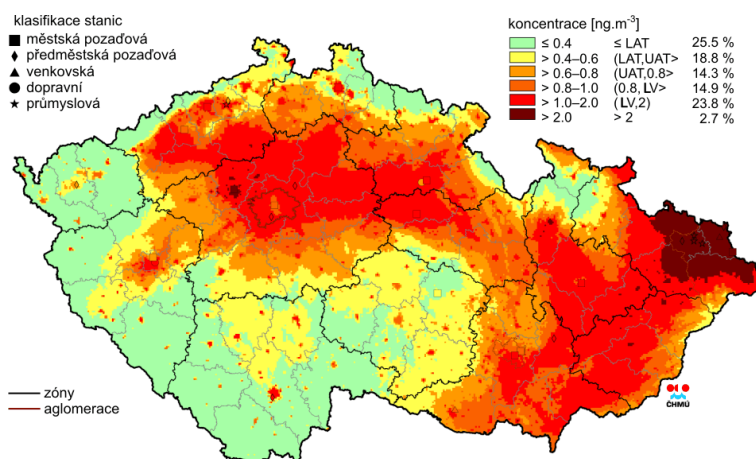 klasifikace stanic
městská pozaďová
předměstská pozaďová
venkovská
dopravní
průmyslová
koncentrace [ng.m⁻³]
≤ 0.4 ≤ LAT 25.5 %
> 0.4–0.6 (LAT,UAT> 18.8 %
> 0.6–0.8 (UAT,0.8> 14.3 %
> 0.8–1.0 (0.8, LV> 14.9 %
> 1.0–2.0 (LV,2) 23.8 %
> 2.0 > 2 2.7 %
zóny
aglomerace
ČHMÚ